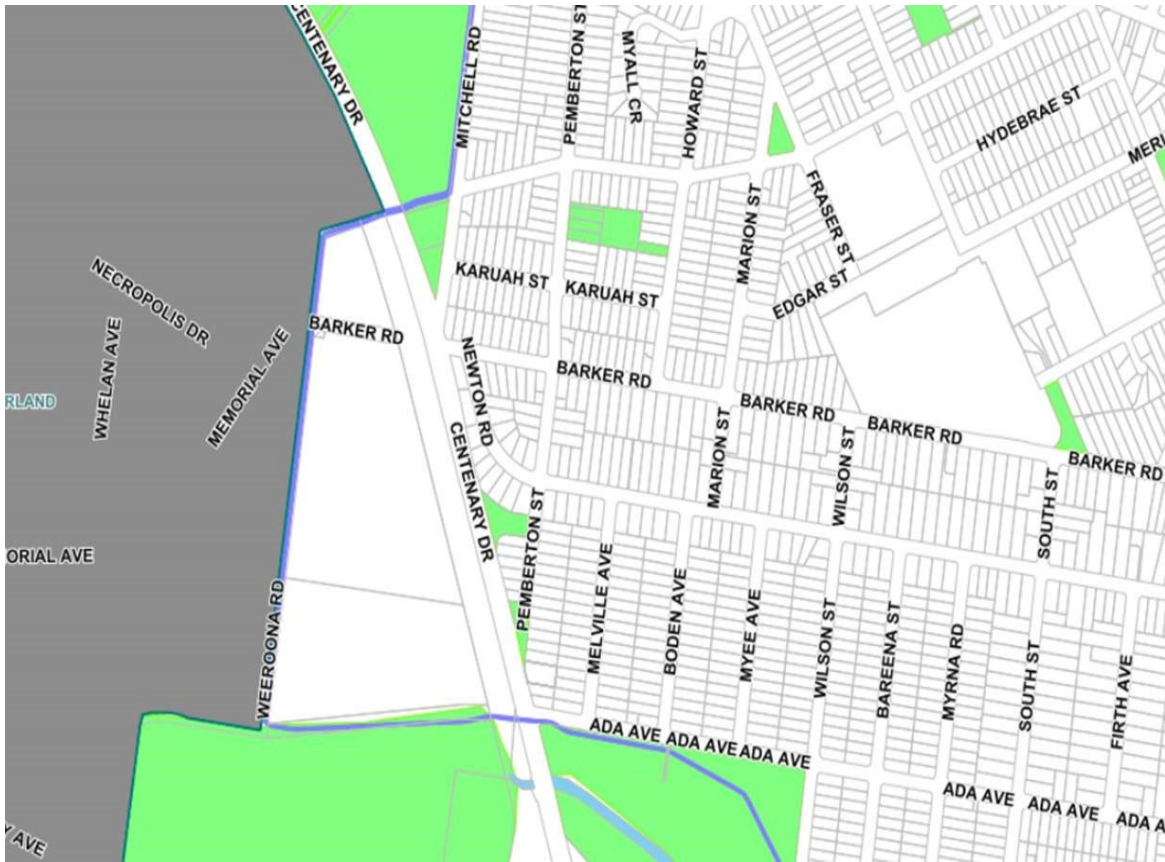 CENTENARY DR
MITCHELL RD
PEMBERTON ST
MYALL CR
HOWARD ST
HYDEBRAE ST
MERI
FRASER ST
MARION ST
KARUAH ST
KARUAH ST
EDGAR ST
NECROPOLIS DR
WHELAN AVE
MEMORIAL AVE
BARKER RD
NEWTON RD
BARKER RD
BARKER RD
BARKER RD
BARKER RD
RLAND
CENTENARY DR
MARION ST
WILSON ST
SOUTH ST
ORIAL AVE
PEMBERTON ST
MELVILLE AVE
BODEN AVE
MYEE AVE
WILSON ST
BAREENA ST
MYRNA RD
SOUTH ST
FIRTH AVE
WEEROONA RD
ADA AVE
ADA AVE
ADA AVE
ADA AVE
ADA AVE
ADA A
Y AVE